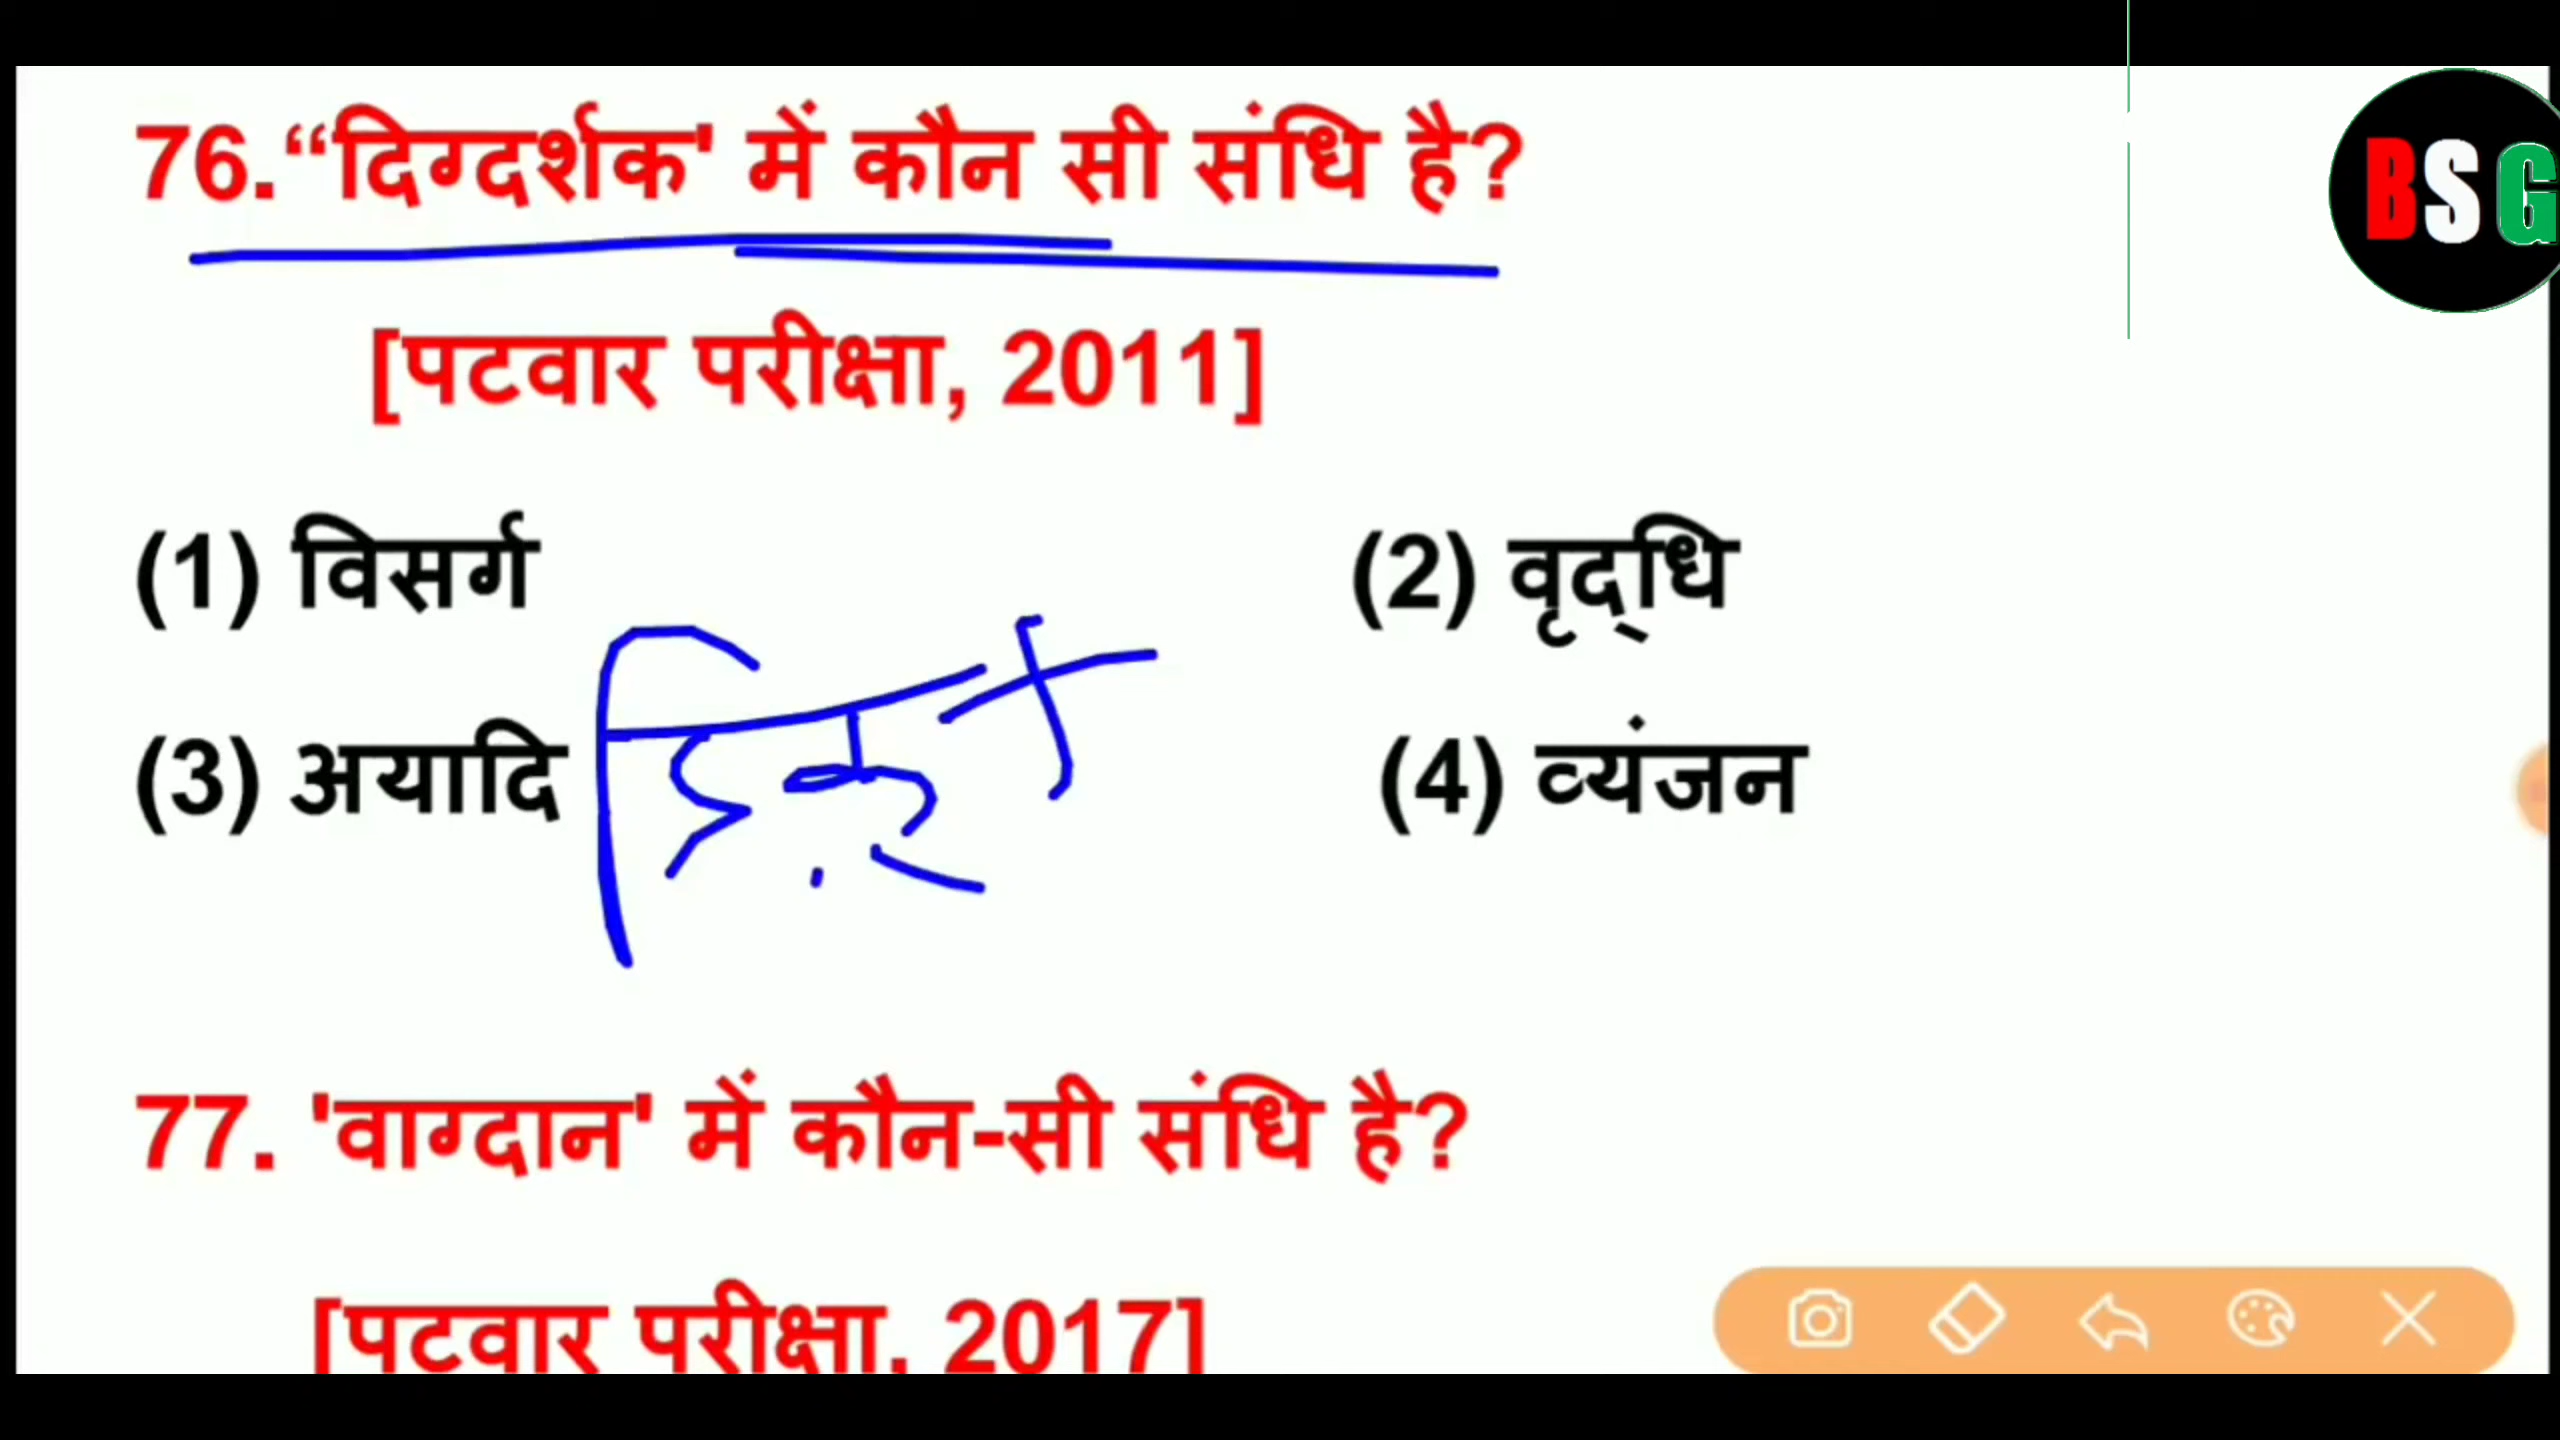 76.“दिग्दर्शक' में कौन सी संधि है?
BSG
[पटवार परीक्षा, 2011]
(1) विसर्ग (2) वृद्‌धि
(3) अयादि (4) व्यंजन
दिक् +
77. 'वाग्दान' में कौन-सी संधि है?
[पटवार परीक्षा, 2017]